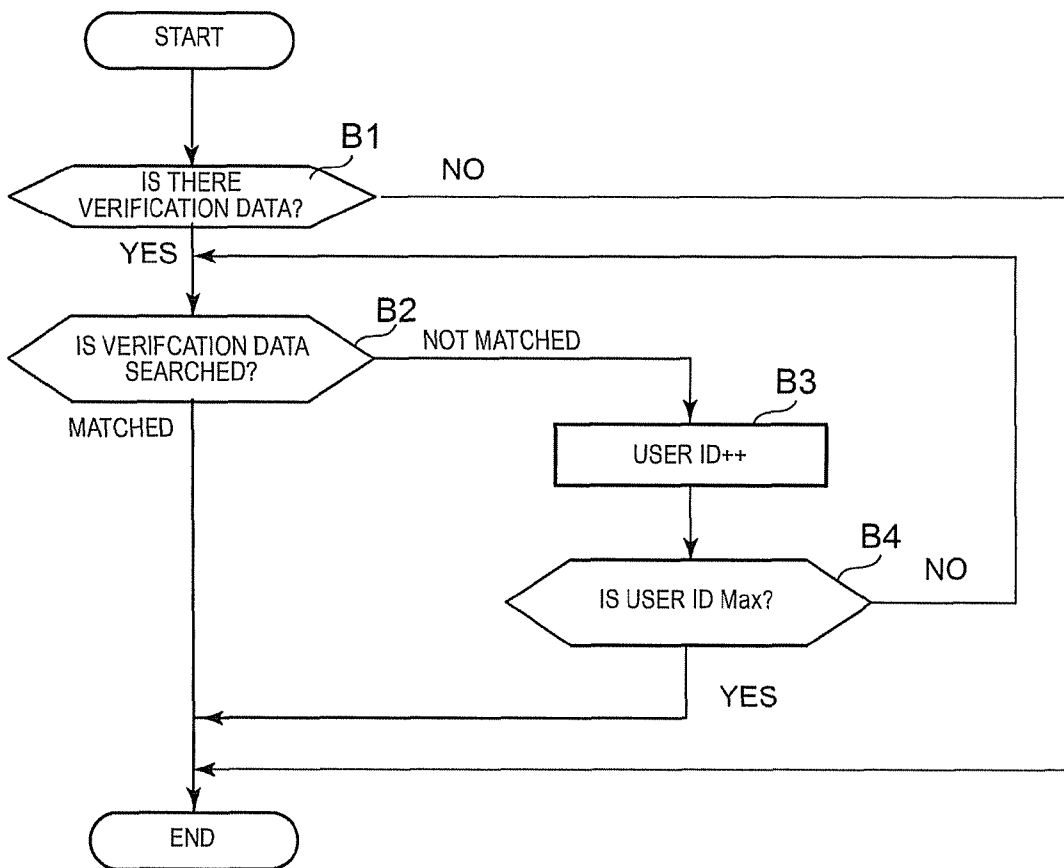 START
B1
NO
IS THERE
VERIFICATION DATA?
YES
B2
IS VERIFCATION DATA
SEARCHED?
NOT MATCHED
MATCHED
B3
USER ID++
B4
IS USER ID Max?
NO
YES
END